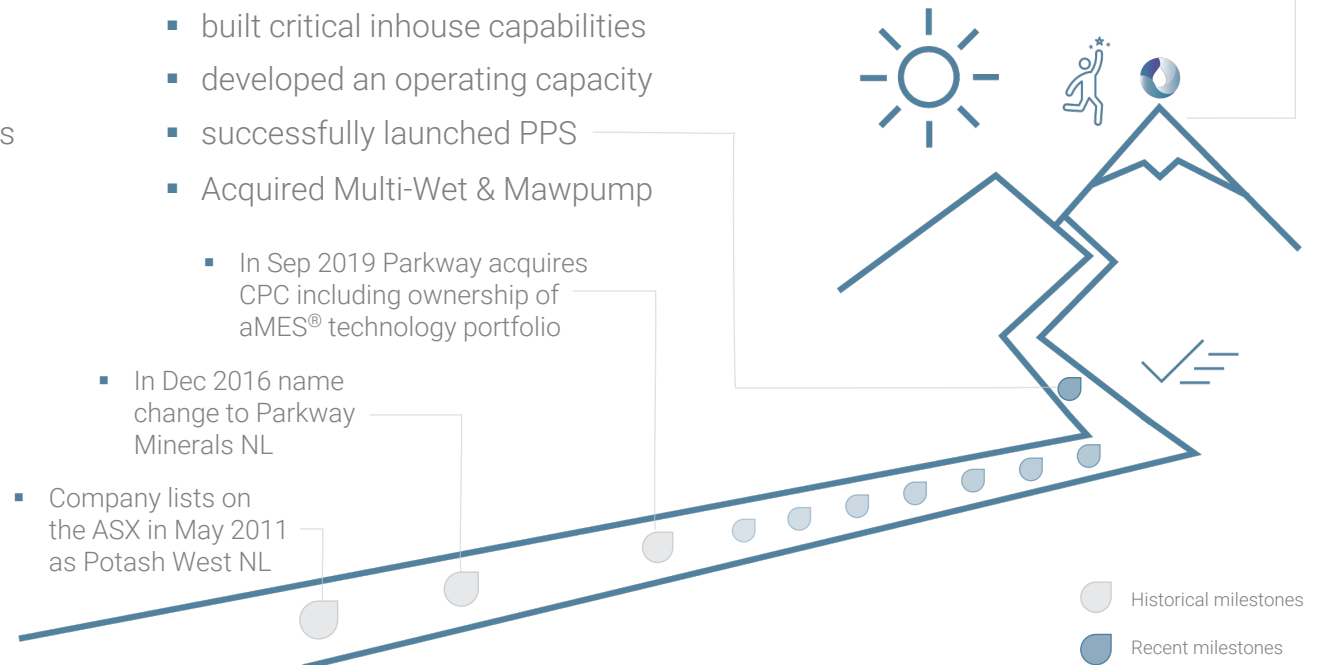 built critical inhouse capabilities
developed an operating capacity
s
successfully launched PPS
Acquired Multi-Wet & Mawpump
In Sep 2019 Parkway acquires
CPC including ownership of
aMES® technology portfolio
In Dec 2016 name
change to Parkway
Minerals NL
Company lists on
the ASX in May 2011
as Potash West NL
Historical milestones
Recent milestones